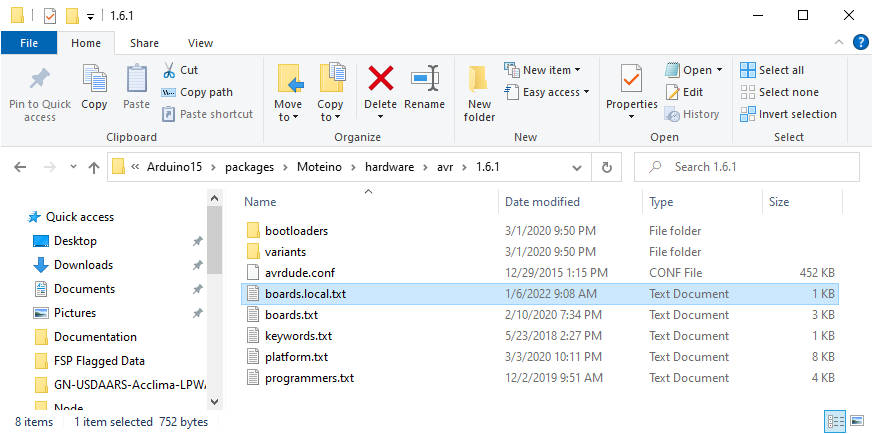 1.6.1
File Home Share View
Pin to Quick access
Copy
Paste
Cut
Copy path
Paste shortcut
Clipboard
Move to
Copy to
Delete
Rename
Organize
New folder
New item
Easy access
New
Properties
Open
Edit
History
Open
Select all
Select none
Invert selection
Select
« Arduino15 › packages › Moteino › hardware › avr › 1.6.1
Search 1.6.1
Quick access
Desktop
Downloads
Documents
Pictures
Documentation
FSP Flagged Data
GN-USDAARS-Acclima-LPWA
Node
Name Date modified Type Size
bootloaders 3/1/2020 9:50 PM File folder
variants 3/1/2020 9:50 PM File folder
avrdude.conf 12/29/2015 1:15 PM CONF File 452 KB
boards.local.txt 1/6/2022 9:08 AM Text Document 1 KB
boards.txt 2/10/2020 7:34 PM Text Document 3 KB
keywords.txt 5/23/2018 2:27 PM Text Document 1 KB
platform.txt 3/3/2020 10:11 PM Text Document 8 KB
programmers.txt 12/2/2019 9:51 AM Text Document 4 KB
8 items 1 item selected 752 bytes